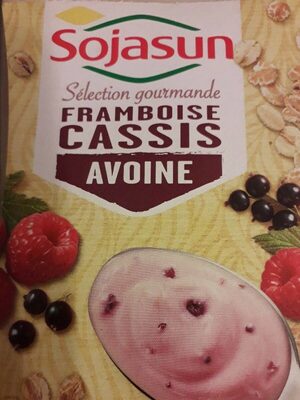 Sojasun
Sélection gourmande
FRAMBOISE
CASSIS
AVOINE